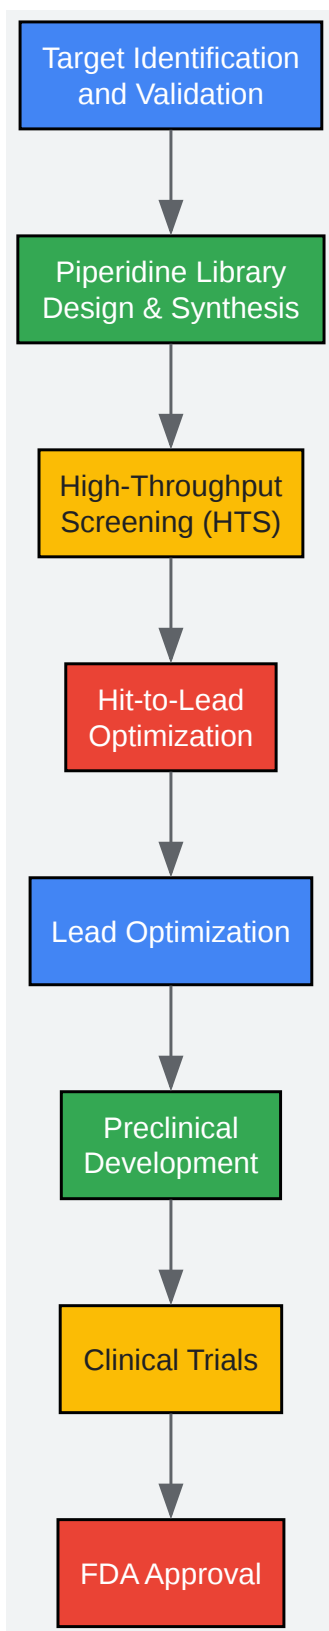 Target Identification
and Validation
Piperidine Library
Design & Synthesis
High-Throughput
Screening (HTS)
Hit-to-Lead
Optimization
Lead Optimization
Preclinical
Development
Clinical Trials
FDA Approval